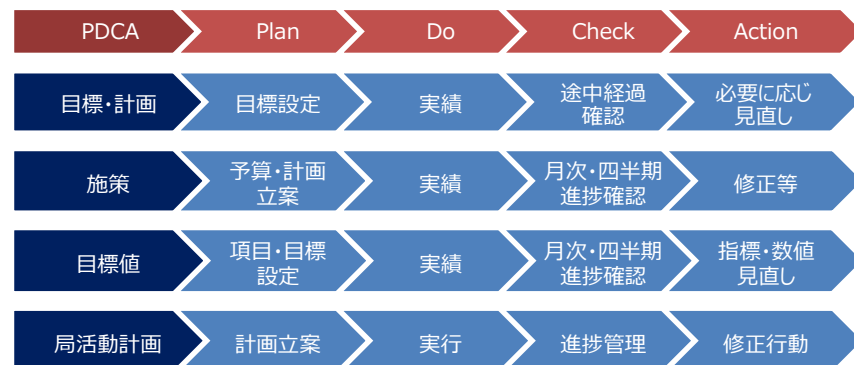 PDCA
Plan
Do
Check
Action
目標・計画
目標設定
実績
途中経過
確認
必要に応じ
見直し
施策
予算・計画
立案
実績
月次・四半期
進捗確認
修正等
目標値
項目・目標
設定
実績
月次・四半期
進捗確認
指標・数値
見直し
局活動計画
計画立案
実行
進捗管理
修正行動